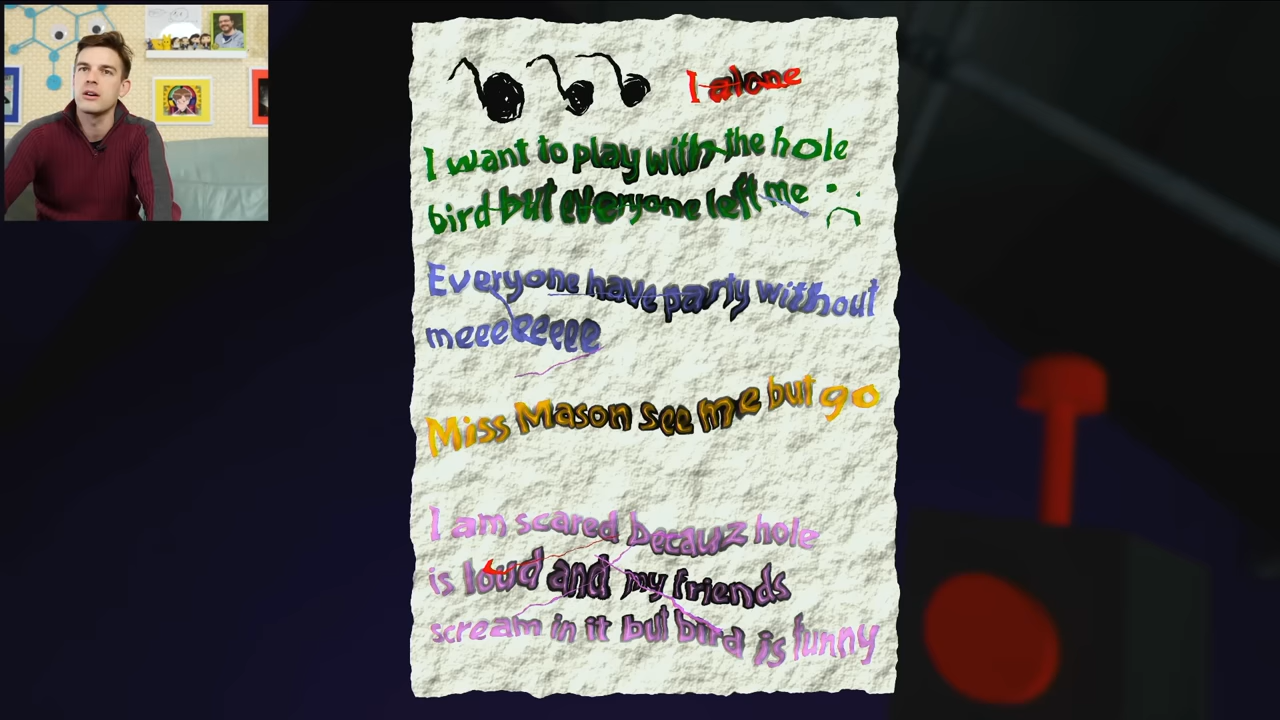 I alone
I want to play with the hole
bird but everyone left me :(
Everyone have party without
meeeeeeee
Miss Mason see me but go
I am scared becauz hole
is loud and my friends
scream in it but bird is funny